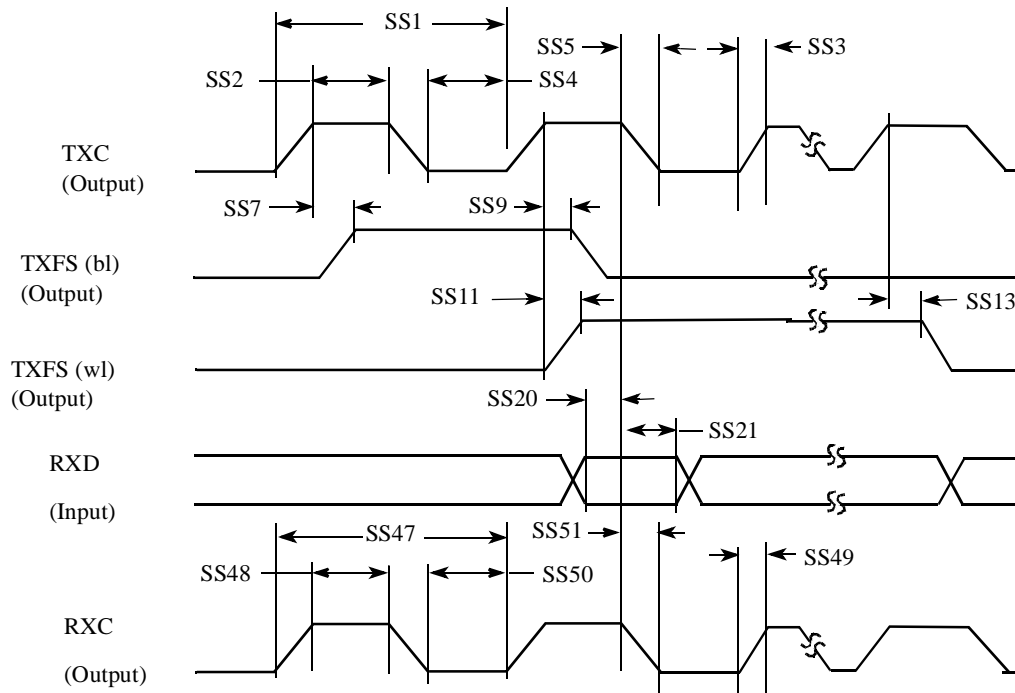 SS1
SS5
SS3
SS2
SS4
TXC
(Output)
SS7
SS9
TXFS (bl)
(Output)
SS11
SS13
TXFS (wl)
(Output)
SS20
SS21
RXD
(Input)
SS47
SS51
SS49
SS48
SS50
RXC
(Output)